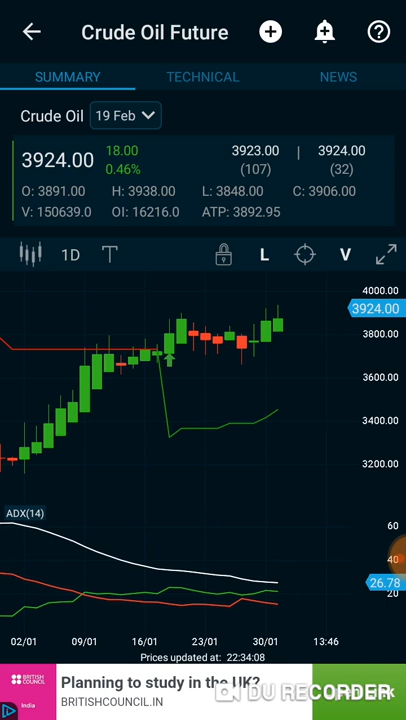 Crude Oil Future
SUMMARY TECHNICAL NEWS
Crude Oil 19 Feb
3924.00 18.00 0.46% 3923.00 (107) | 3924.00 (32)
O: 3891.00 H: 3938.00 L: 3848.00 C: 3906.00
V: 150639.0 OI: 16216.0 ATP: 3892.95
1D T L V
4000.00
3924.00
3800.00
3600.00
3400.00
3200.00
ADX(14)
60
40
26.78
20
02/01 09/01 16/01 23/01 30/01 13:46
Prices updated at: 22:34:08
BRITISH COUNCIL
India
Planning to study in the UK?
BRITISHCOUNCIL.IN
DU RECORDER